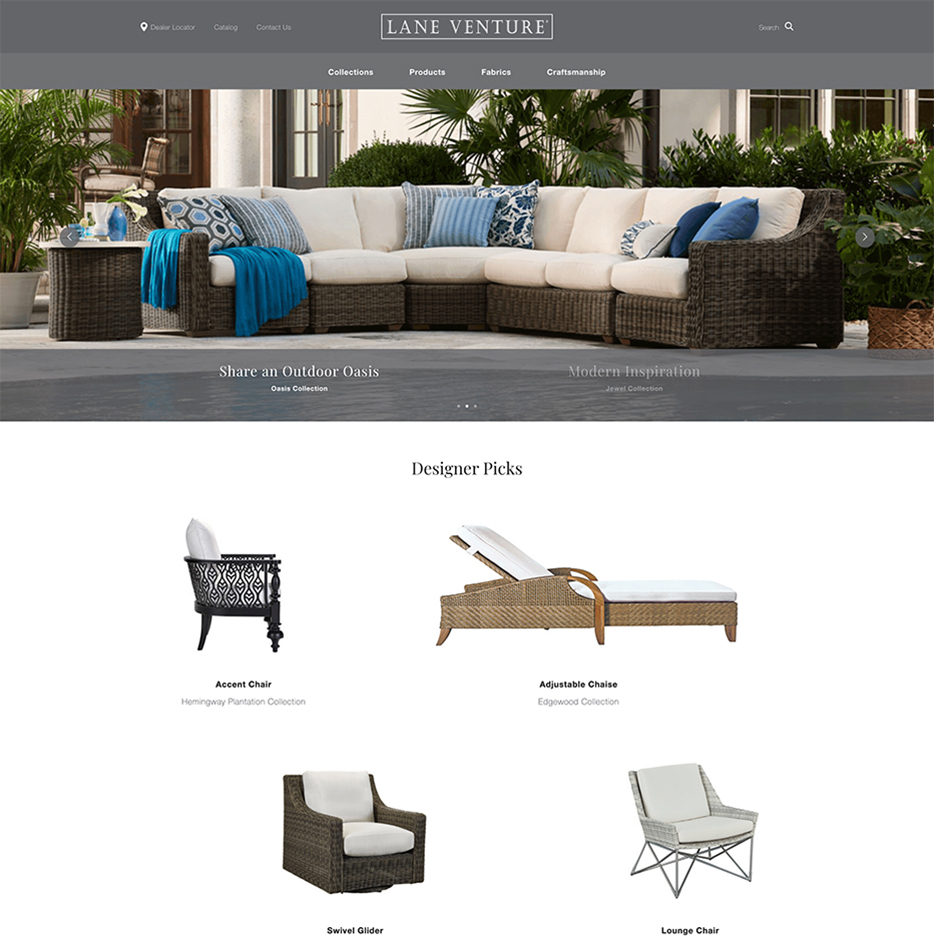 Dealer Locator
Catalog
Contact Us
LANE VENTURE®
Search
Collections
Products
Fabrics
Craftsmanship
Share an Outdoor Oasis
Oasis Collection
Modern Inspiration
Jewel Collection
Designer Picks
Accent Chair
Hemingway Plantation Collection
Adjustable Chaise
Edgewood Collection
Swivel Glider
Lounge Chair